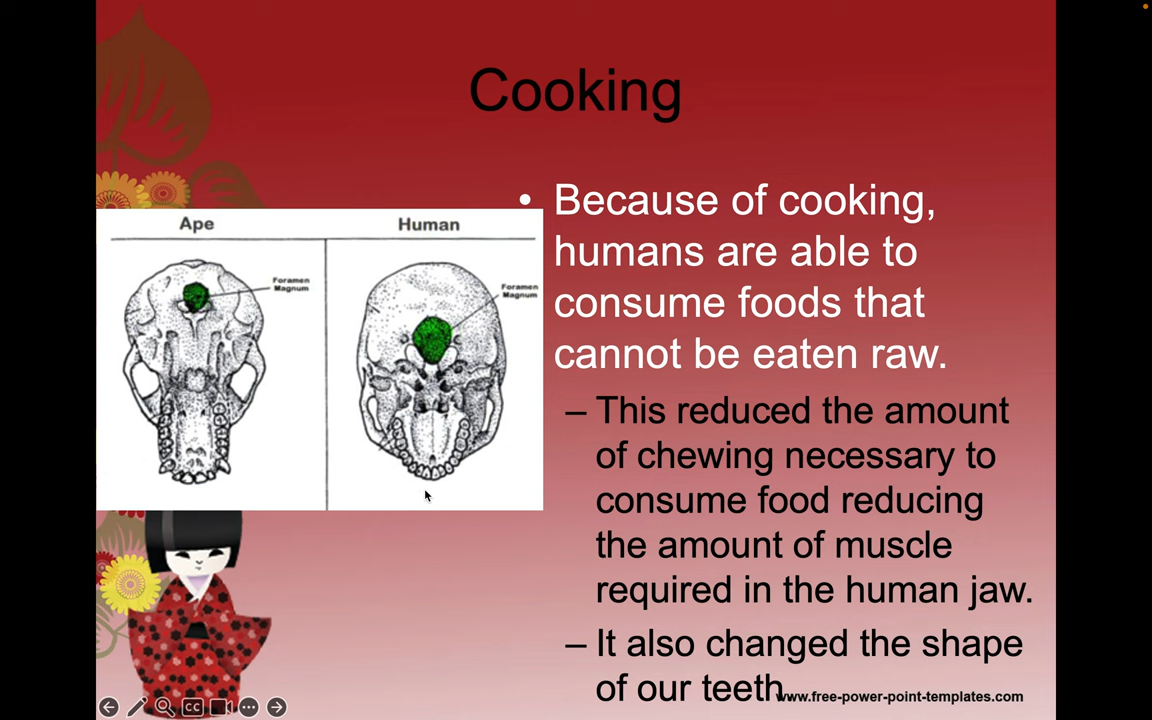 Cooking
Ape
Human
Foramen
Magnum
Foramen
Magnum
• Because of cooking,
humans are able to
consume foods that
cannot be eaten raw.
– This reduced the amount
of chewing necessary to
consume food reducing
the amount of muscle
required in the human jaw.
– It also changed the shape
of our teeth
www.free-power-point-templates.com
CC